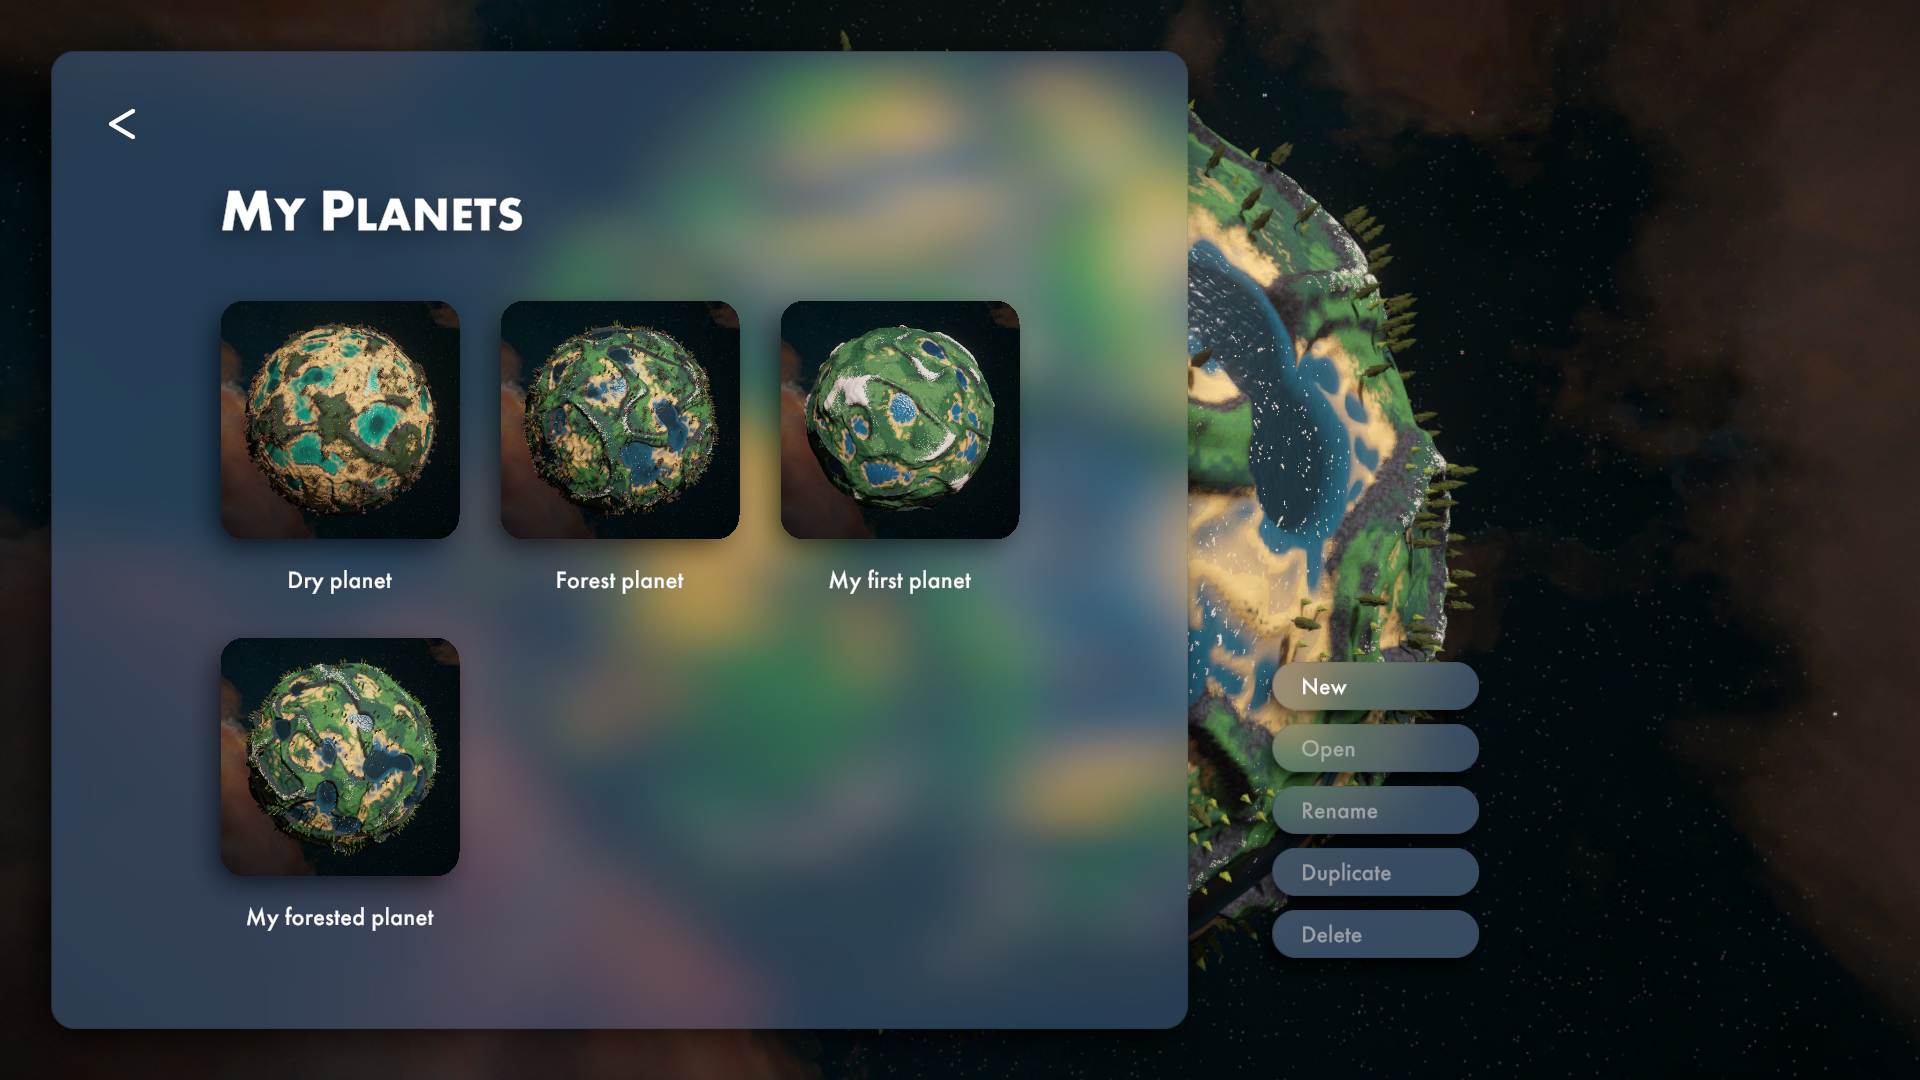 My Planets
Dry planet
Forest planet
My first planet
My forested planet
New
Open
Rename
Duplicate
Delete